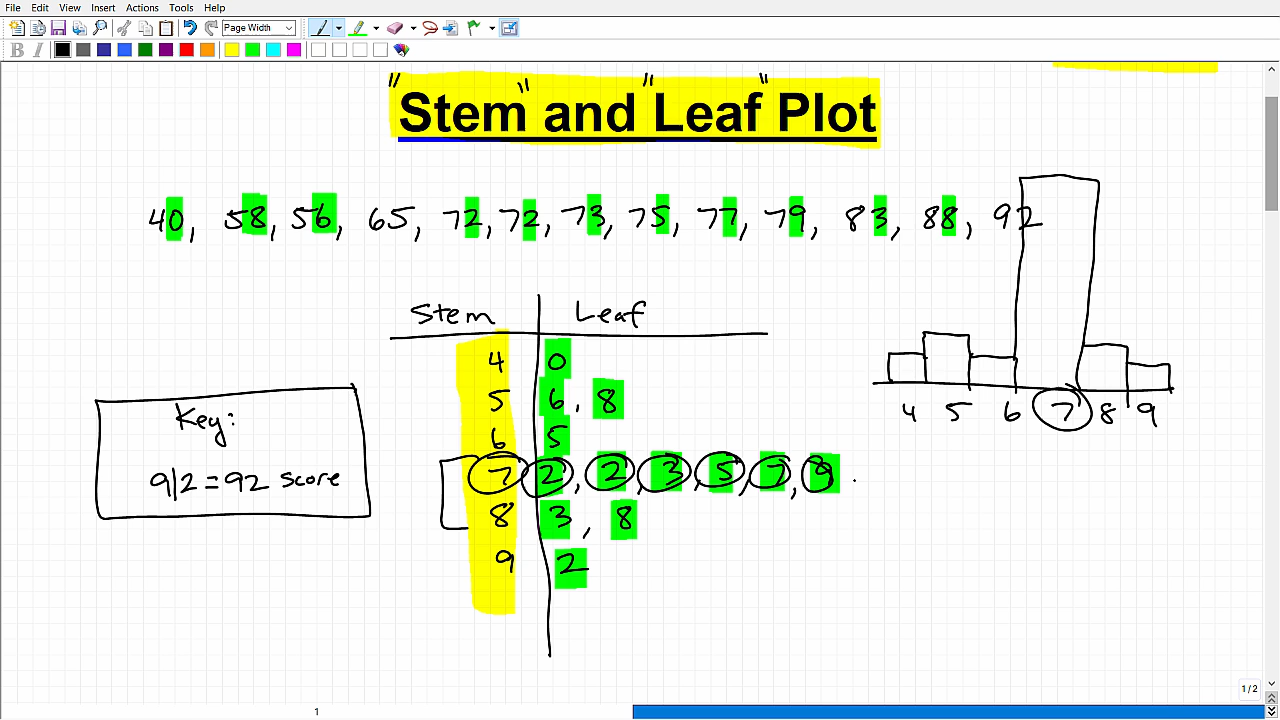 File Edit View Insert Actions Tools Help
Page Width
B I
"Stem" and "Leaf" Plot
40, 58, 56, 65, 72, 72, 73, 75, 77, 79, 83, 88, 92
Stem Leaf
4 0
5 6, 8
6 5
7 2, 2, 3, 5, 7, 9
8 3, 8
9 2
Key:
9|2 = 92 score
4 5 6 7 8 9
1/2
1